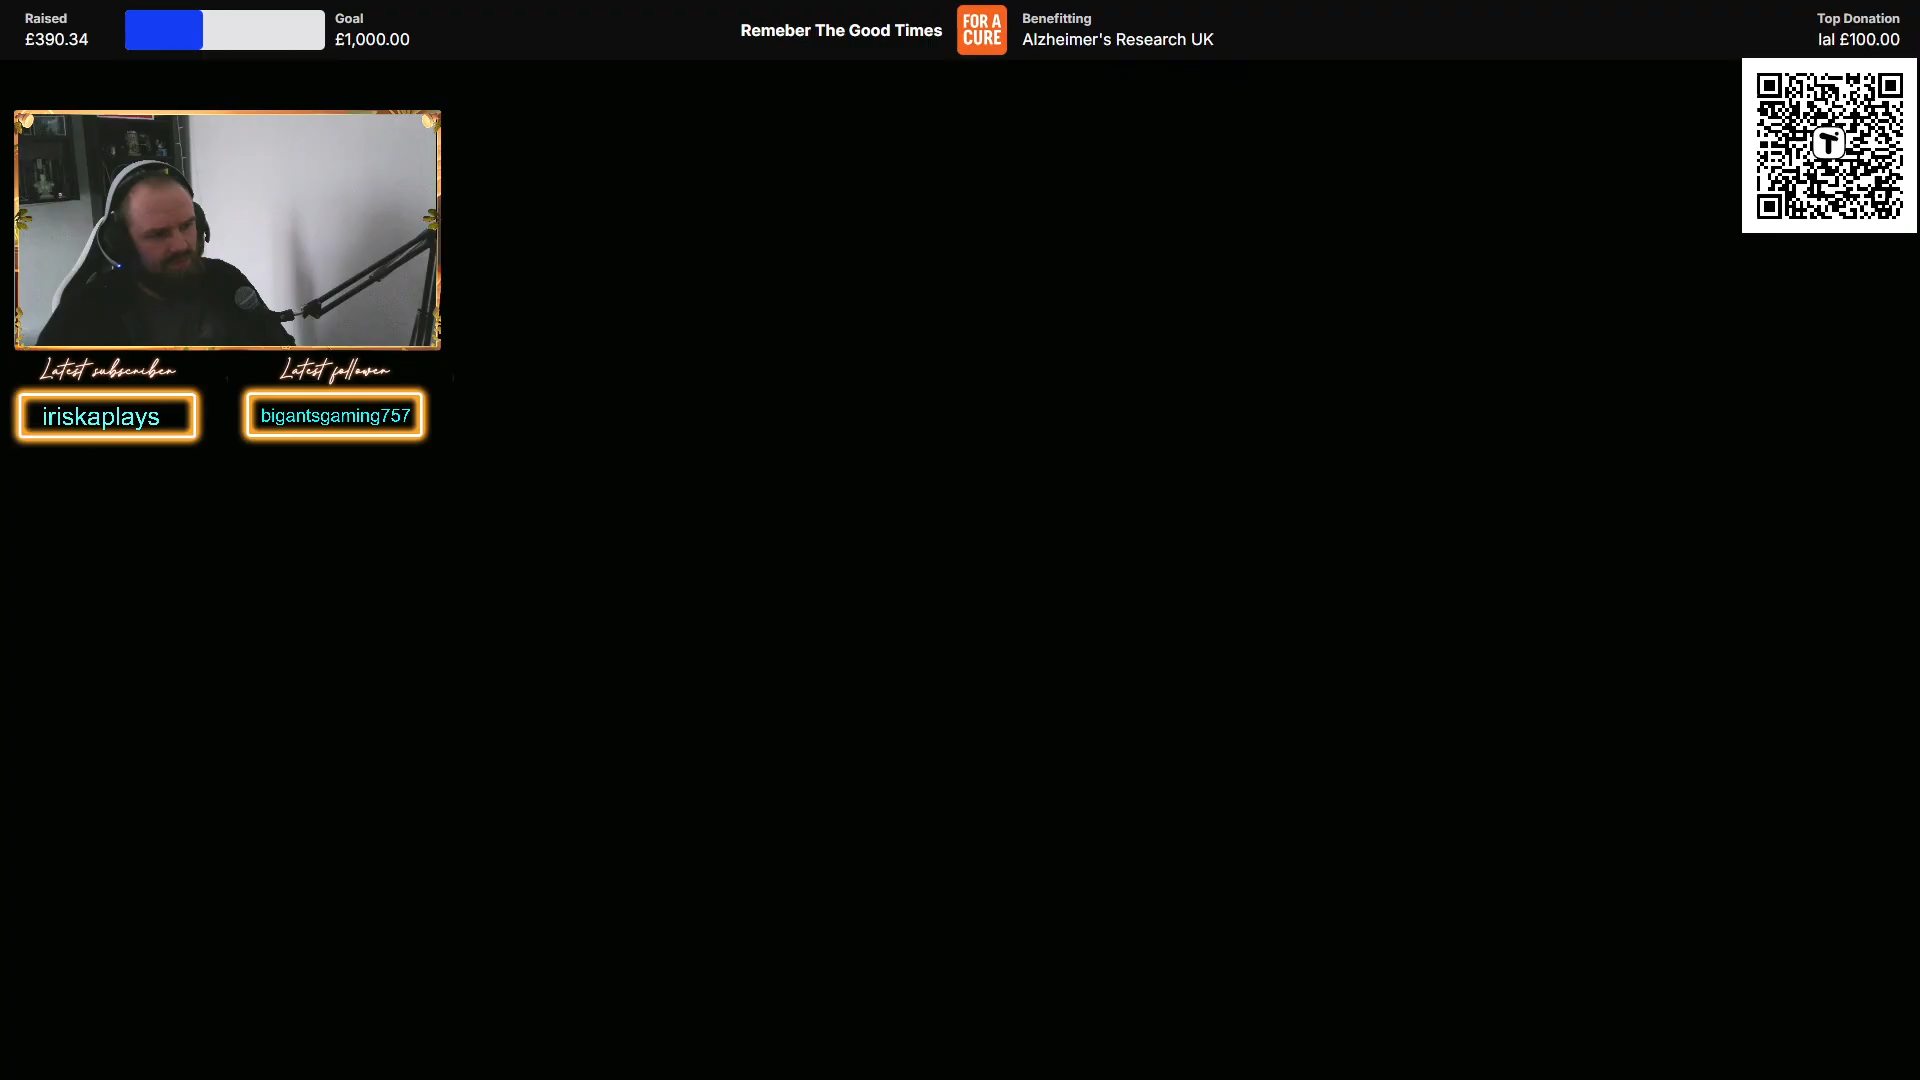 Raised
£390.34
Goal
£1,000.00
Remeber The Good Times
FOR A
CURE
Benefitting
Alzheimer's Research UK
Top Donation
lal £100.00
T
Latest subscriber
Latest follower
iriskaplays
bigantsgaming757